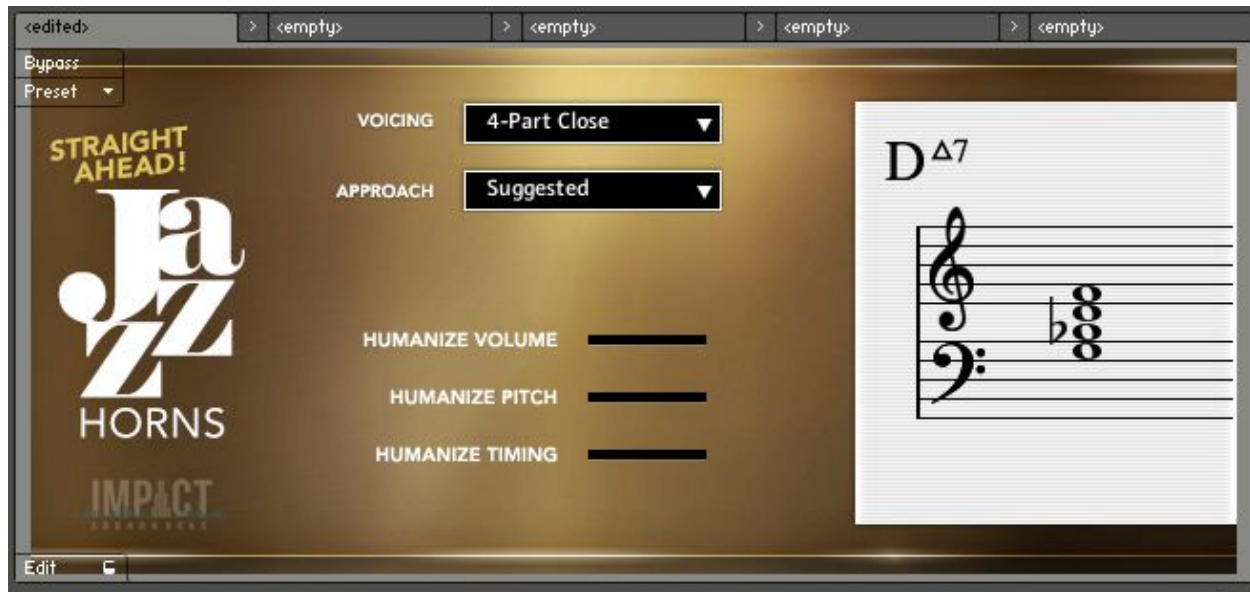 <edited>
> <empty>
> <empty>
> <empty>
> <empty>
Bypass
Preset
STRAIGHT
AHEAD!
Jazz
HORNS
IMPACT
SOUNDWORKS
VOICING 4-Part Close
APPROACH Suggested
HUMANIZE VOLUME
HUMANIZE PITCH
HUMANIZE TIMING
D△7
Edit